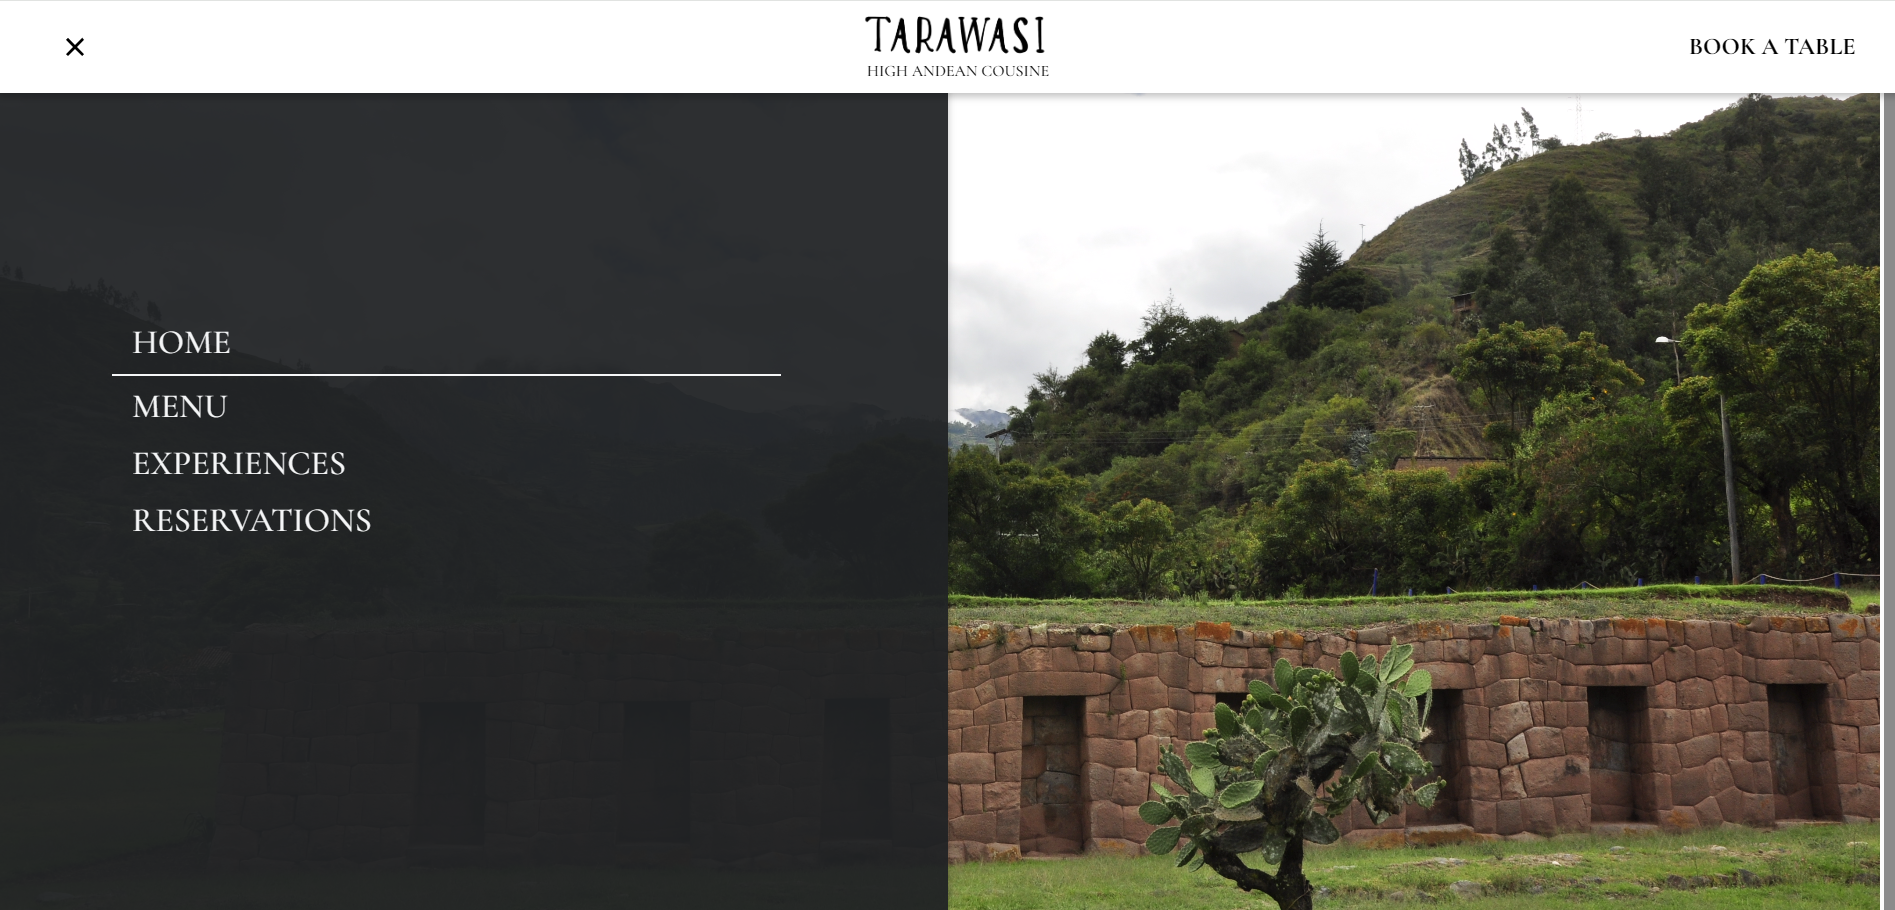 TARAWASI
HIGH ANDEAN COUSINE
BOOK A TABLE
HOME
MENU
EXPERIENCES
RESERVATIONS